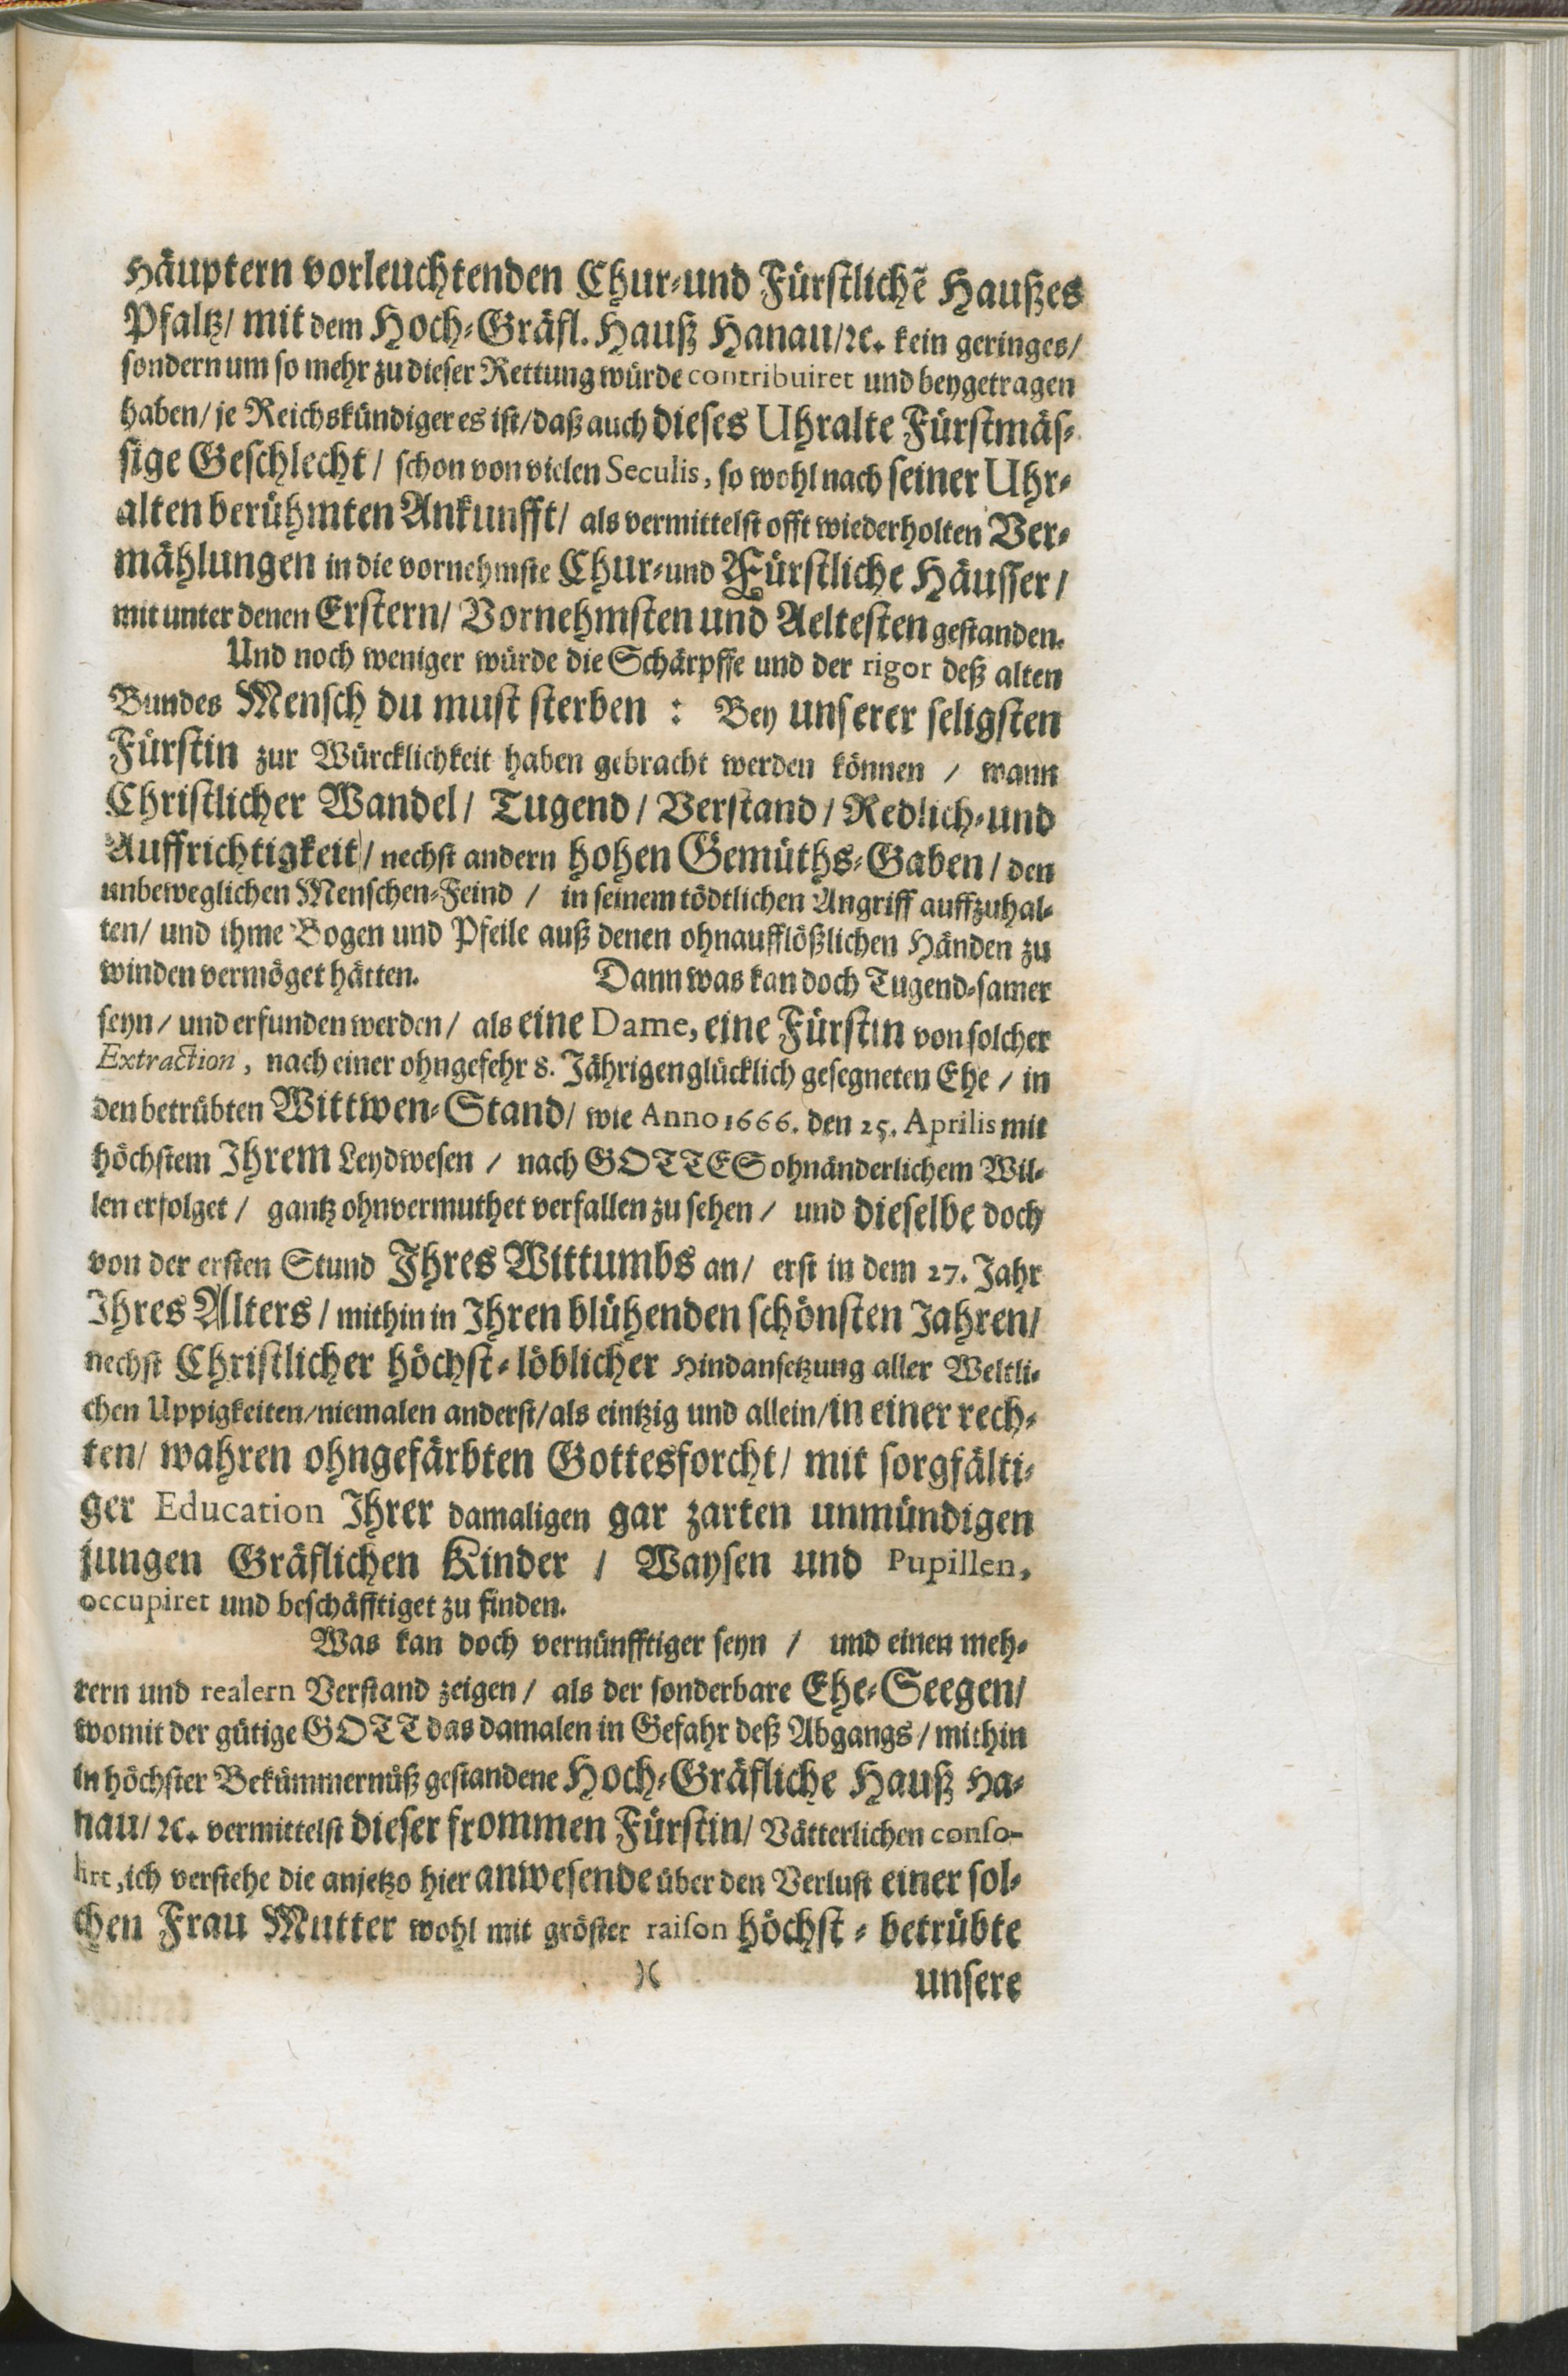 Häuptern vorleuchtenden Chur-und Fürstlichẽ Haußes
Pfaltz/ mit dem Hoch-Gräfl. Hauß Hanau/ꝛc. kein geringes/
sondern um so mehr zu dieser Rettung würde contribuiret und beygetragen
haben/ je Reichskündiger es ist/ daß auch dieses Uhralte Fürstmäs-
sige Geschlecht/ schon von vielen Seculis, so wohl nach seiner Uhr-
alten berühmten Ankunfft/ als vermittelst offt wiederholten Ver-
mählungen in die vornehmste Chur-und Fürstliche Häusser/
mit unter denen Erstern/ Vornehmsten und Aeltesten gestanden.
Und noch weniger würde die Schärpffe und der rigor deß alten
Bundes Mensch du must sterben : Bey unserer seligsten
Fürstin zur Würcklichkeit haben gebracht werden können / wann
Christlicher Wandel/ Tugend/ Verstand/ Redlich-und
Auffrichtigkeit/ nechst andern hohen Gemüths-Gaben/ den
unbeweglichen Menschen-Feind / in seinem tödtlichen Angriff auffzuhal-
ten/ und ihme Bogen und Pfeile auß denen ohnaufflößlichen Händen zu
winden vermöget hätten. Dann was kan doch Tugend-samer
seyn/ und erfunden werden/ als eine Dame, eine Fürstin von solcher
Extraction, nach einer ohngefehr 8. Jährigen glücklich gesegneten Ehe / in
den betrübten Wittwen-Stand/ wie Anno 1666. den 25. Aprilis mit
höchstem Ihrem Leydwesen / nach GOTTES ohnänderlichem Wil-
len erfolget / gantz ohnvermuthet verfallen zu sehen / und dieselbe doch
von der ersten Stund Ihres Wittumbs an/ erst in dem 27. Jahr
Ihres Alters/ mithin in Ihren blühenden schönsten Jahren/
nechst Christlicher höchst-löblicher Hindansetzung aller Weltli-
chen Uppigkeiten/niemalen anderst/als eintzig und allein/in einer rech-
ten/ wahren ohngefärbten Gottesforcht/ mit sorgfälti-
ger Education Ihrer damaligen gar zarten unmündigen
jungen Gräflichen Kinder / Waysen und Pupillen,
occupiret und beschäfftiget zu finden.
Was kan doch vernünfftiger seyn / und einen meh-
rern und realern Verstand zeigen/ als der sonderbare Ehe-Seegen/
womit der gütige GOTT das damalen in Gefahr deß Abgangs/ mithin
in höchster Bekümmernüß gestandene Hoch-Gräfliche Hauß Ha-
nau/ ꝛc. vermittelst dieser frommen Fürstin/ Vätterlichen conso-
lirt, ich verstehe die anjetzo hier anwesende über den Verlust einer sol-
chen Frau Mutter wohl mit gröster raison höchst-betrübte
)( unsere